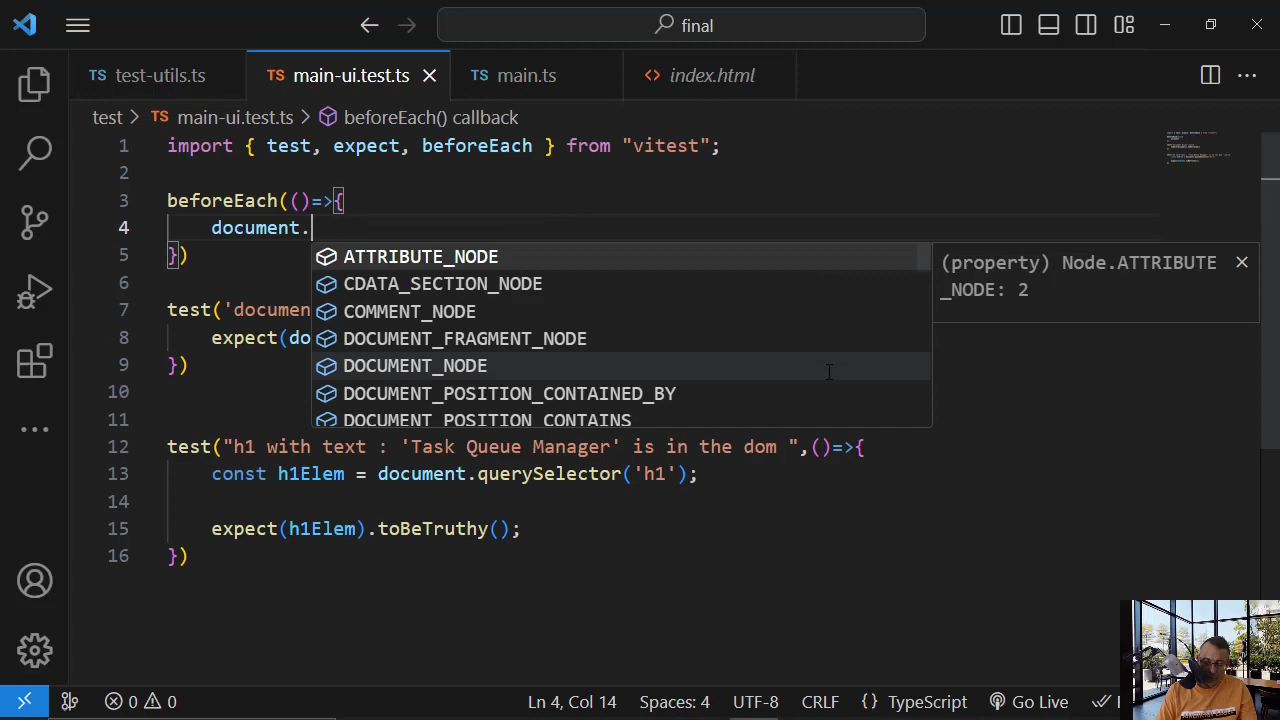 final
TS test-utils.ts
TS main-ui.test.ts
TS main.ts
<> index.html
test > TS main-ui.test.ts > beforeEach() callback
1 import { test, expect, beforeEach } from "vitest";
2
3 beforeEach(()=>{
4 document.
5 })
ATTRIBUTE_NODE
(property) Node.ATTRIBUTE
_NODE: 2
6
CDATA_SECTION_NODE
7 test('documen
COMMENT_NODE
8 expect(do
DOCUMENT_FRAGMENT_NODE
9 })
DOCUMENT_NODE
10
DOCUMENT_POSITION_CONTAINED_BY
11
DOCUMENT_POSITION_CONTAINS
12 test("h1 with text : 'Task Queue Manager' is in the dom ",()=>{
13 const h1Elem = document.querySelector('h1');
14
15 expect(h1Elem).toBeTruthy();
16 })
0 0
Ln 4, Col 14
Spaces: 4
UTF-8
CRLF
{ } TypeScript
Go Live